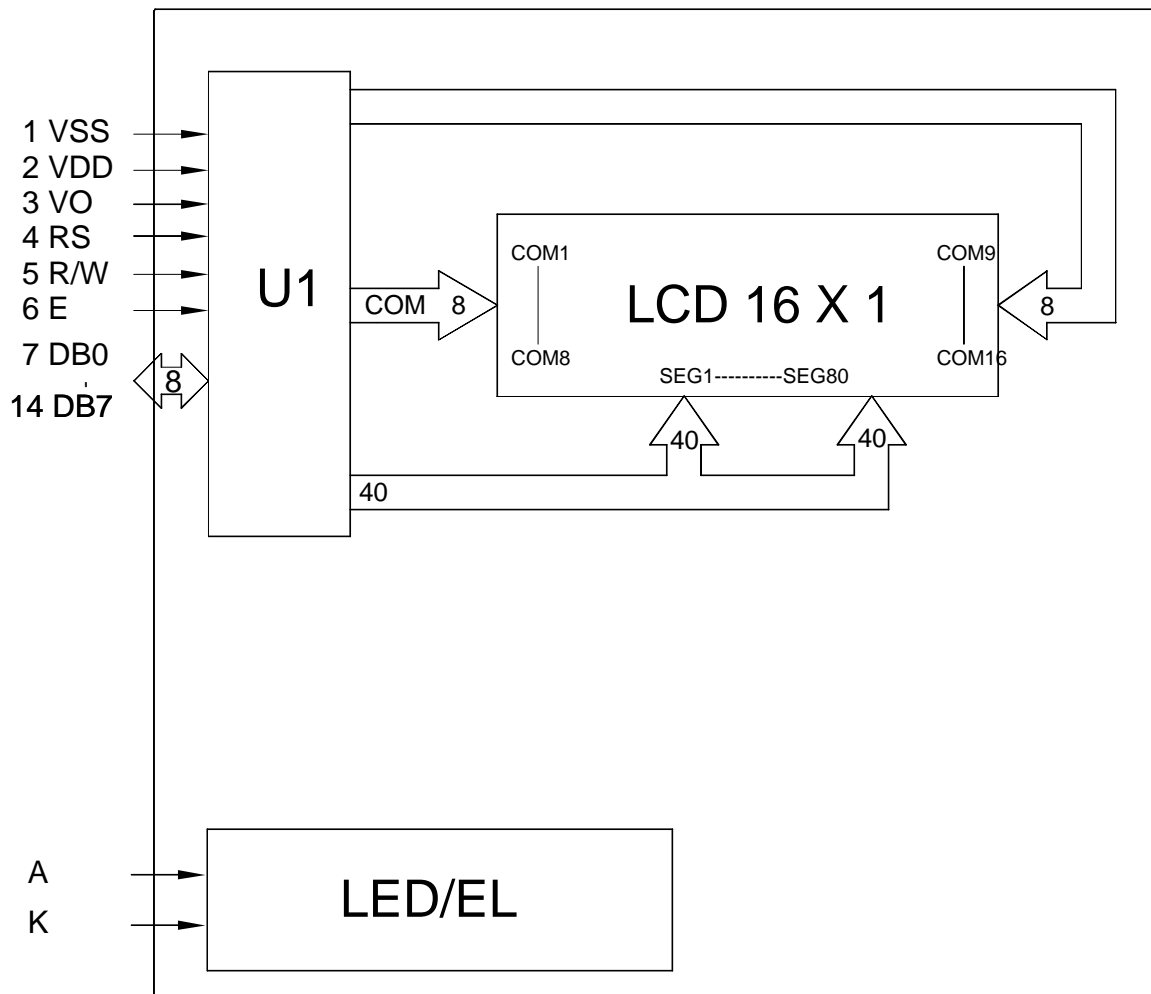 1 VSS
2 VDD
3 VO
4 RS
5 R/W
6 E
7 DB0
14 DB7
8
U1
COM 8
40
COM1
COM8
LCD 16 X 1
COM9
COM16
SEG1----------SEG80
8
40
40
A
K
LED/EL